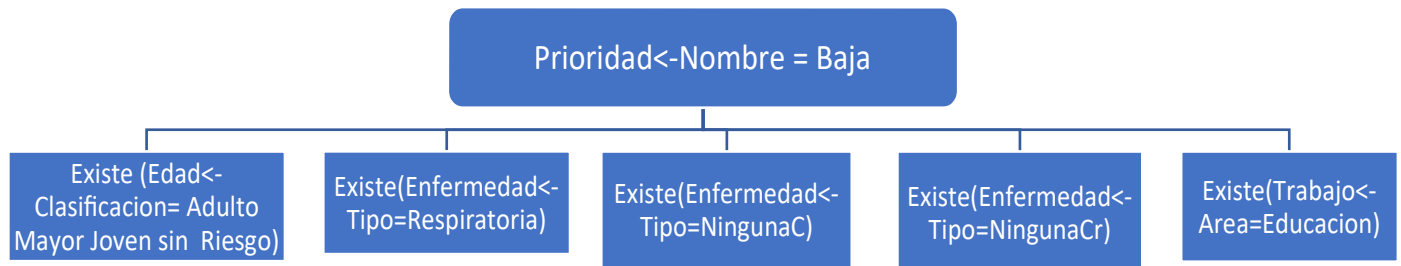 Prioridad<-Nombre = Baja
Existe (Edad<-
Clasificacion= Adulto
Mayor Joven sin  Riesgo)
Existe(Enfermedad<-
Tipo=Respiratoria)
Existe(Enfermedad<-
Tipo=NingunaC)
Existe(Enfermedad<-
Tipo=NingunaCr)
Existe(Trabajo<-
Area=Educacion)